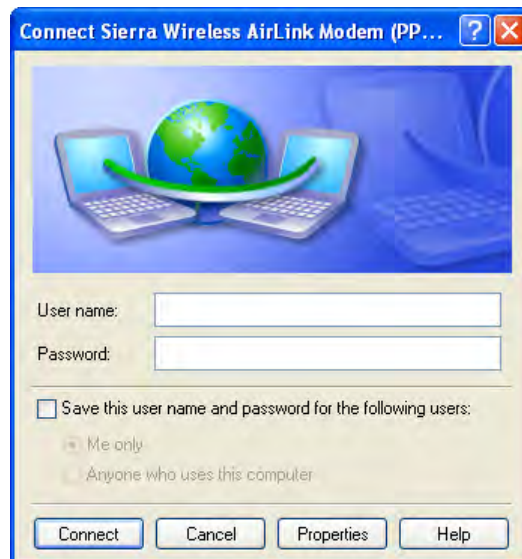 Connect Sierra Wireless AirLink Modem (PP...
User name:
Password:
Save this user name and password for the following users:
Me only
Anyone who uses this computer
Connect Cancel Properties Help